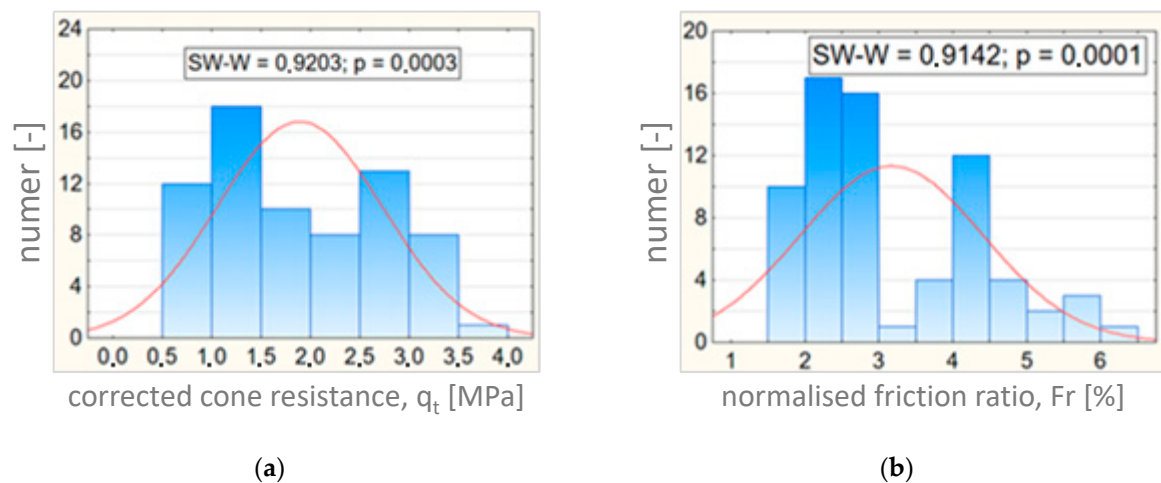 24
20
16
12
8
4
0
SW-W = 0.9203; p = 0.0003
numer [-]
0.0 0.5 1.0 1.5 2.0 2.5 3.0 3.5 4.0
corrected cone resistance, qt [MPa]
(a)
20
16
12
8
4
0
SW-W = 0.9142; p = 0.0001
numer [-]
1 2 3 4 5 6
normalised friction ratio, Fr [%]
(b)